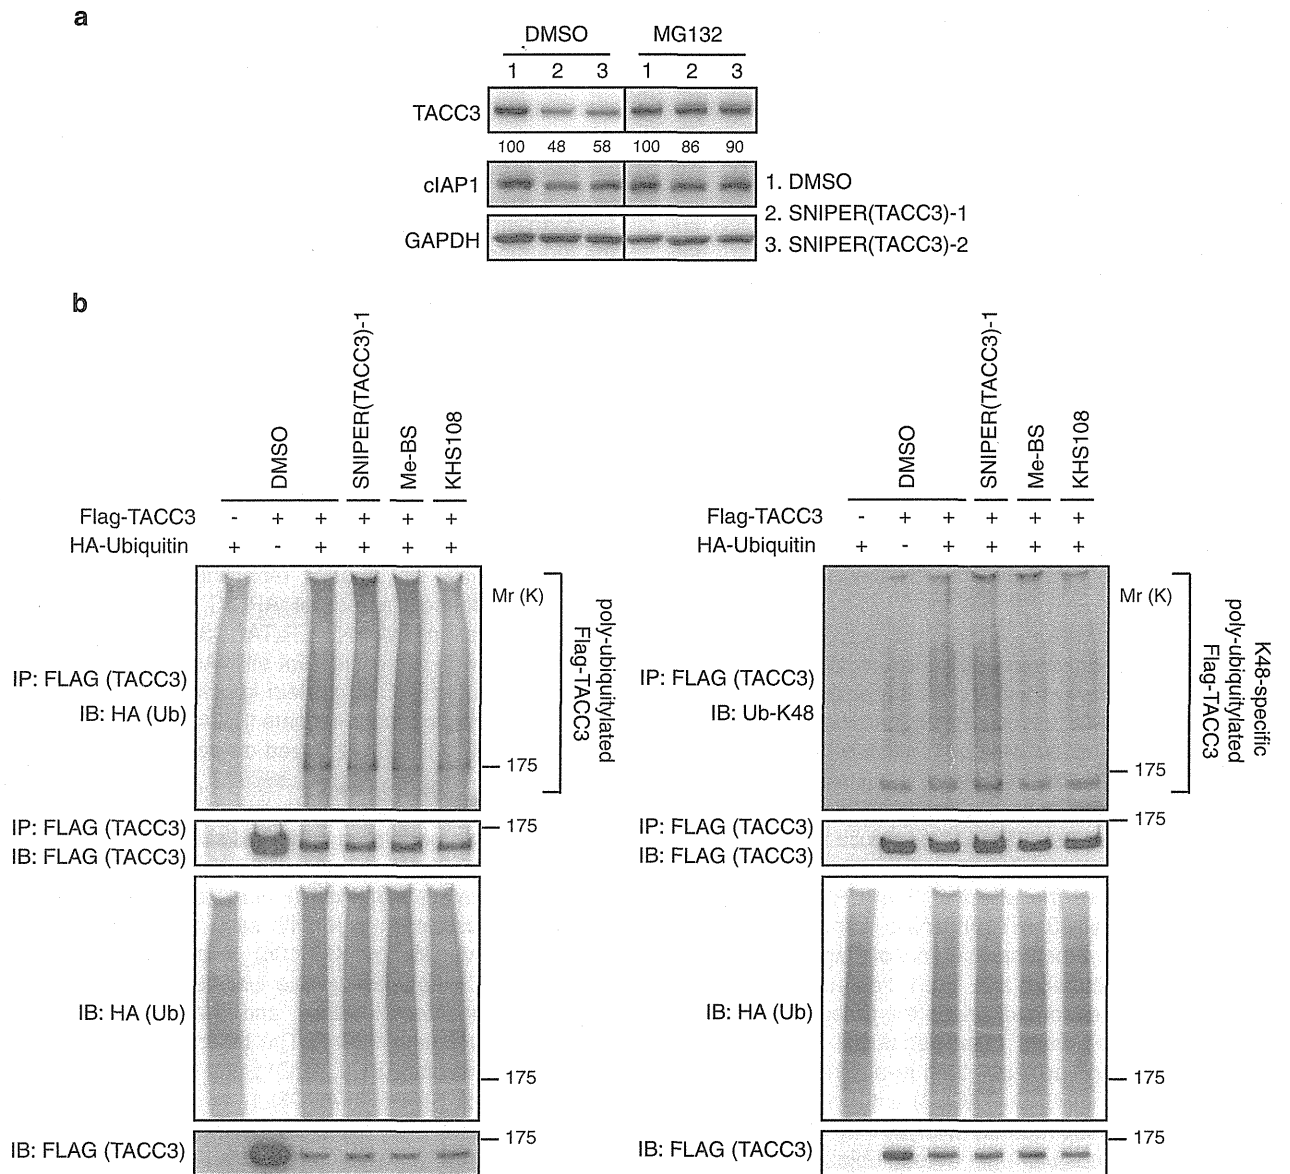 a
DMSO MG132
1 2 3 1 2 3
TACC3
100 48 58 100 86 90
cIAP1
GAPDH
1. DMSO
2. SNIPER(TACC3)-1
3. SNIPER(TACC3)-2
b
DMSO
SNIPER(TACC3)-1
Me-BS
KHS108
Flag-TACC3 - + + + + +
HA-Ubiquitin + - + + + +
Mr (K)
IP: FLAG (TACC3)
IB: HA (Ub)
175
poly-ubiquitylated
Flag-TACC3
IP: FLAG (TACC3)
IB: FLAG (TACC3)
175
IB: HA (Ub)
175
IB: FLAG (TACC3)
175
DMSO
SNIPER(TACC3)-1
Me-BS
KHS108
Flag-TACC3 - + + + + +
HA-Ubiquitin + - + + + +
Mr (K)
IP: FLAG (TACC3)
IB: Ub-K48
175
K48-specific
poly-ubiquitylated
Flag-TACC3
IP: FLAG (TACC3)
IB: FLAG (TACC3)
175
IB: HA (Ub)
175
IB: FLAG (TACC3)
175